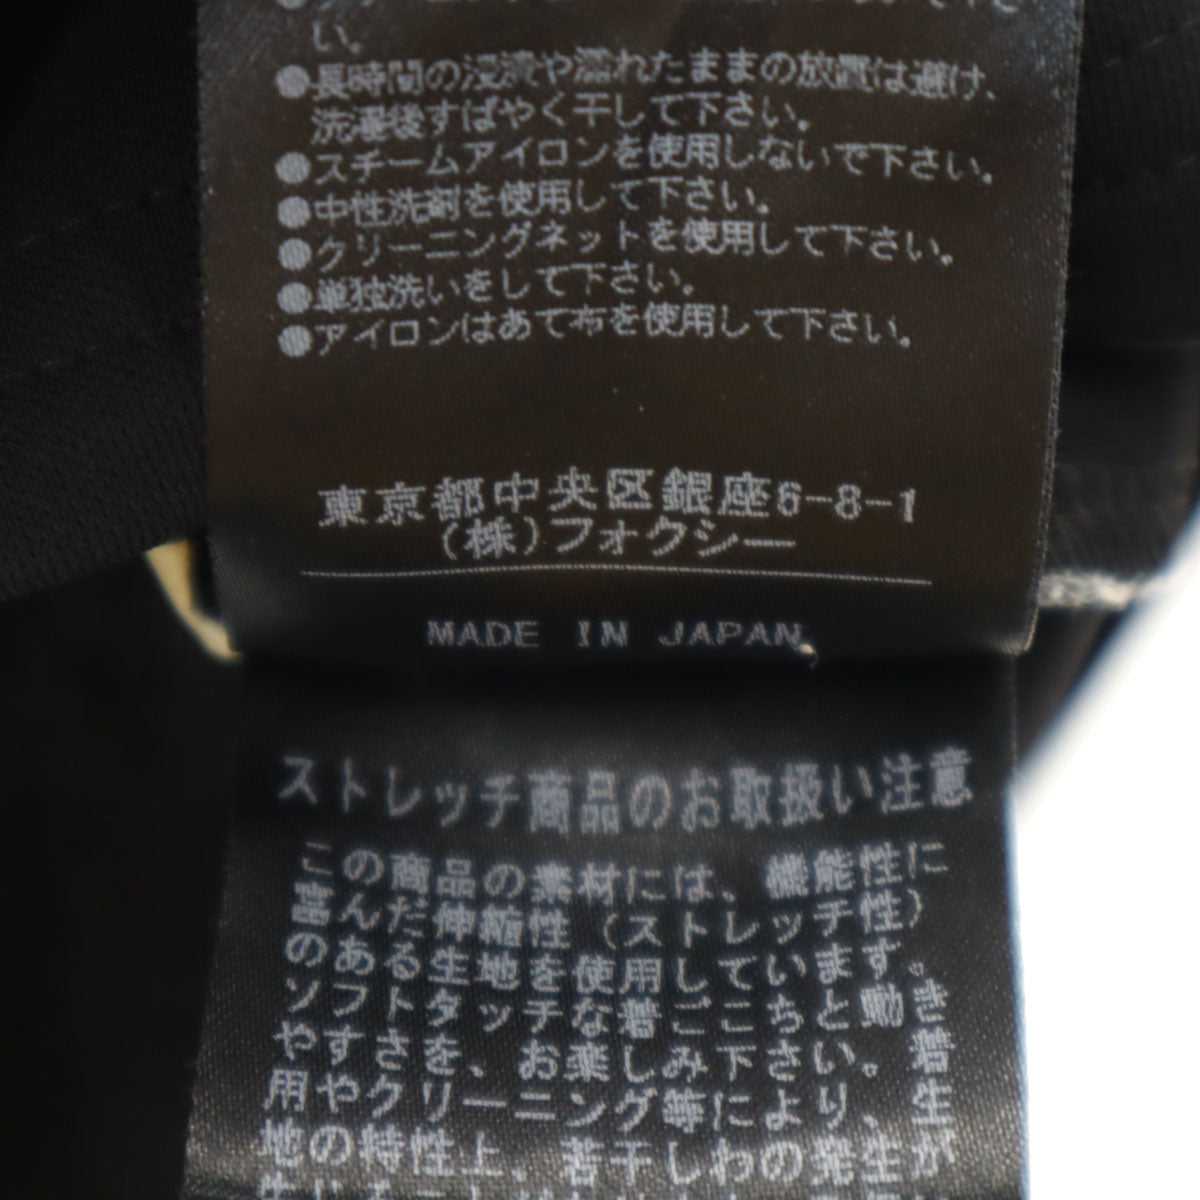 い。
●長時間の浸漬や濡れたままの放置は避け、
洗濯後すばやく干して下さい。
●スチームアイロンを使用しないで下さい。
●中性洗剤を使用して下さい。
●クリーニングネットを使用して下さい。
●単独洗いをして下さい。
●アイロンはあて布を使用して下さい。
東京都中央区銀座6-8-1
(株)フォクシー
MADE IN JAPAN
ストレッチ商品のお取扱い注意
この商品の素材には、機能性に
富んだ伸縮性(ストレッチ性)
のある生地を使用しています。
ソフトタッチな着ごこちと動き
やすさを、お楽しみ下さい。着
用やクリーニング等により、生
地の特性上、若干しわの発生が